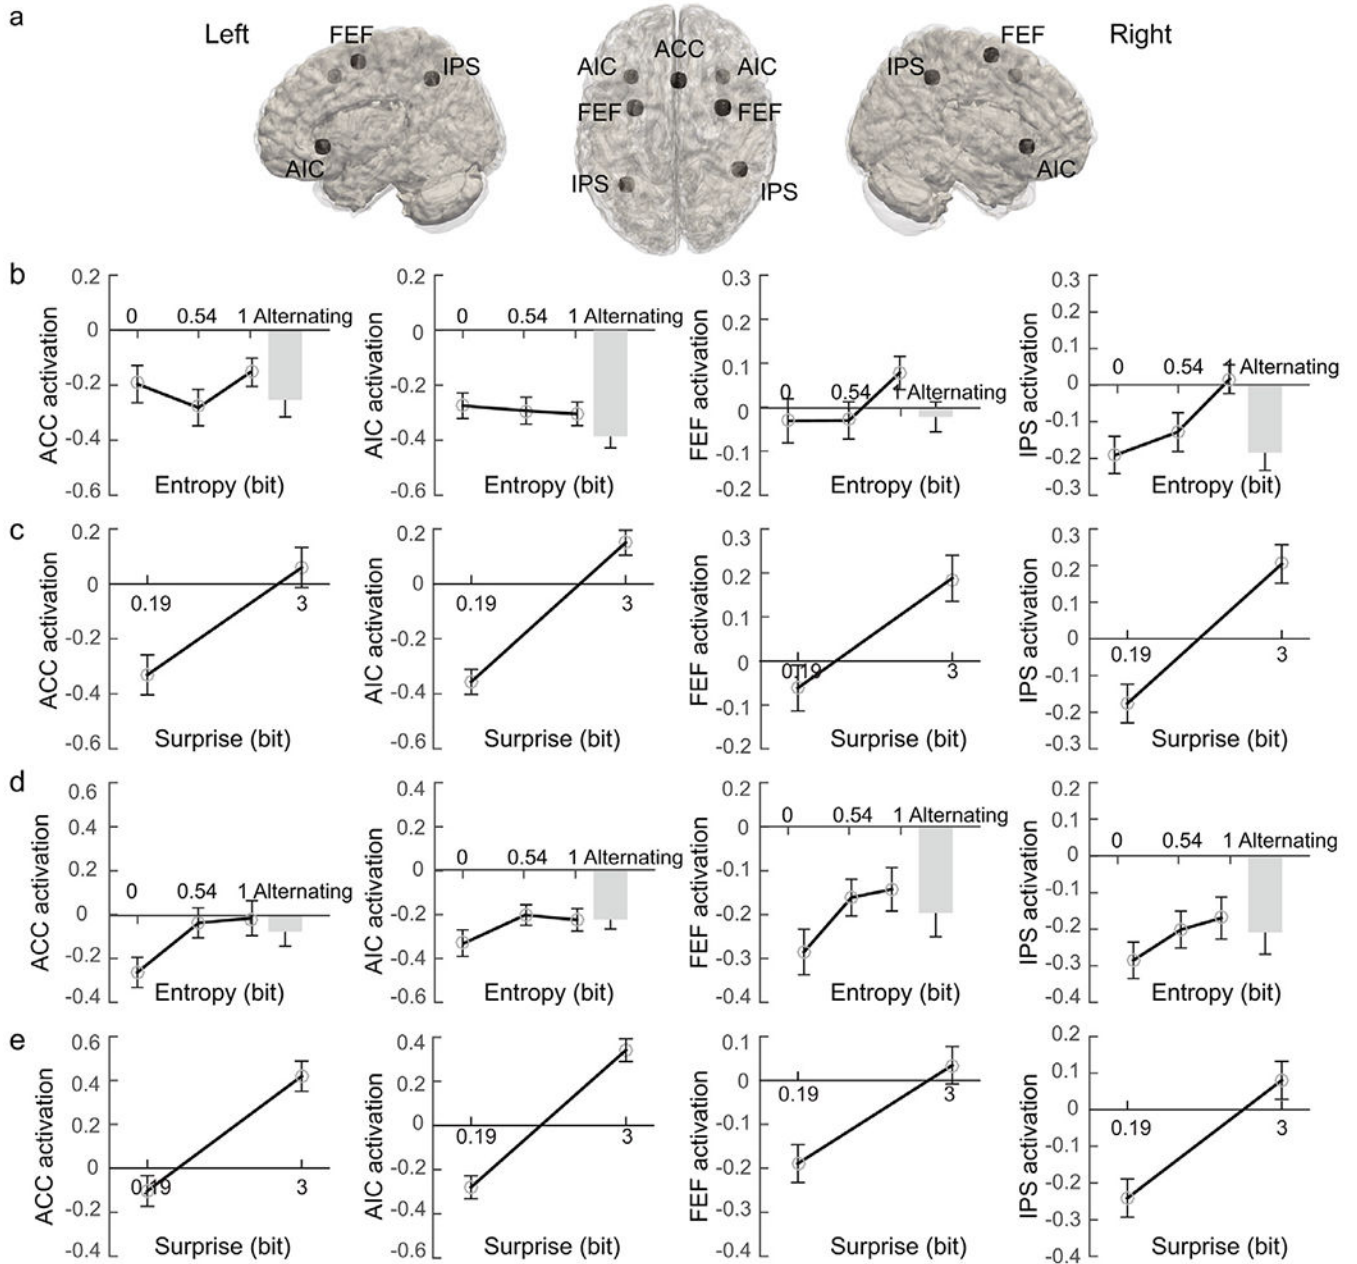 a
Left
FEF
IPS
AIC
ACC
AIC
AIC
FEF
FEF
IPS
IPS
FEF
IPS
AIC
Right
b
ACC activation
0.2
0
-0.2
-0.4
-0.6
0 0.54 1 Alternating
Entropy (bit)
AIC activation
0.2
0
-0.2
-0.4
-0.6
0 0.54 1 Alternating
Entropy (bit)
FEF activation
0.3
0.2
0.1
0
-0.1
-0.2
0 0.54 1 Alternating
Entropy (bit)
IPS activation
0.3
0.2
0.1
0
-0.1
-0.2
-0.3
0 0.54 1 Alternating
Entropy (bit)
c
ACC activation
0.2
0
-0.2
-0.4
-0.6
0.19 3
Surprise (bit)
AIC activation
0.2
0
-0.2
-0.4
-0.6
0.19 3
Surprise (bit)
FEF activation
0.3
0.2
0.1
0
-0.1
-0.2
0.19 3
Surprise (bit)
IPS activation
0.3
0.2
0.1
0
-0.1
-0.2
-0.3
0.19 3
Surprise (bit)
d
ACC activation
0.6
0.4
0.2
0
-0.2
-0.4
0 0.54 1 Alternating
Entropy (bit)
AIC activation
0.4
0.2
0
-0.2
-0.4
-0.6
0 0.54 1 Alternating
Entropy (bit)
FEF activation
0.2
0
-0.1
-0.2
-0.3
-0.4
0 0.54 1 Alternating
Entropy (bit)
IPS activation
0.2
0.2
0
-0.1
-0.2
-0.3
-0.4
0 0.54 1 Alternating
Entropy (bit)
e
ACC activation
0.6
0.4
0.2
0
-0.2
-0.4
0.19 3
Surprise (bit)
AIC activation
0.4
0.2
0
-0.2
-0.4
-0.6
0.19 3
Surprise (bit)
FEF activation
0.1
0
-0.1
-0.2
-0.3
-0.4
0.19 3
Surprise (bit)
IPS activation
0.2
0.1
0
-0.1
-0.2
-0.3
-0.4
0.19 3
Surprise (bit)